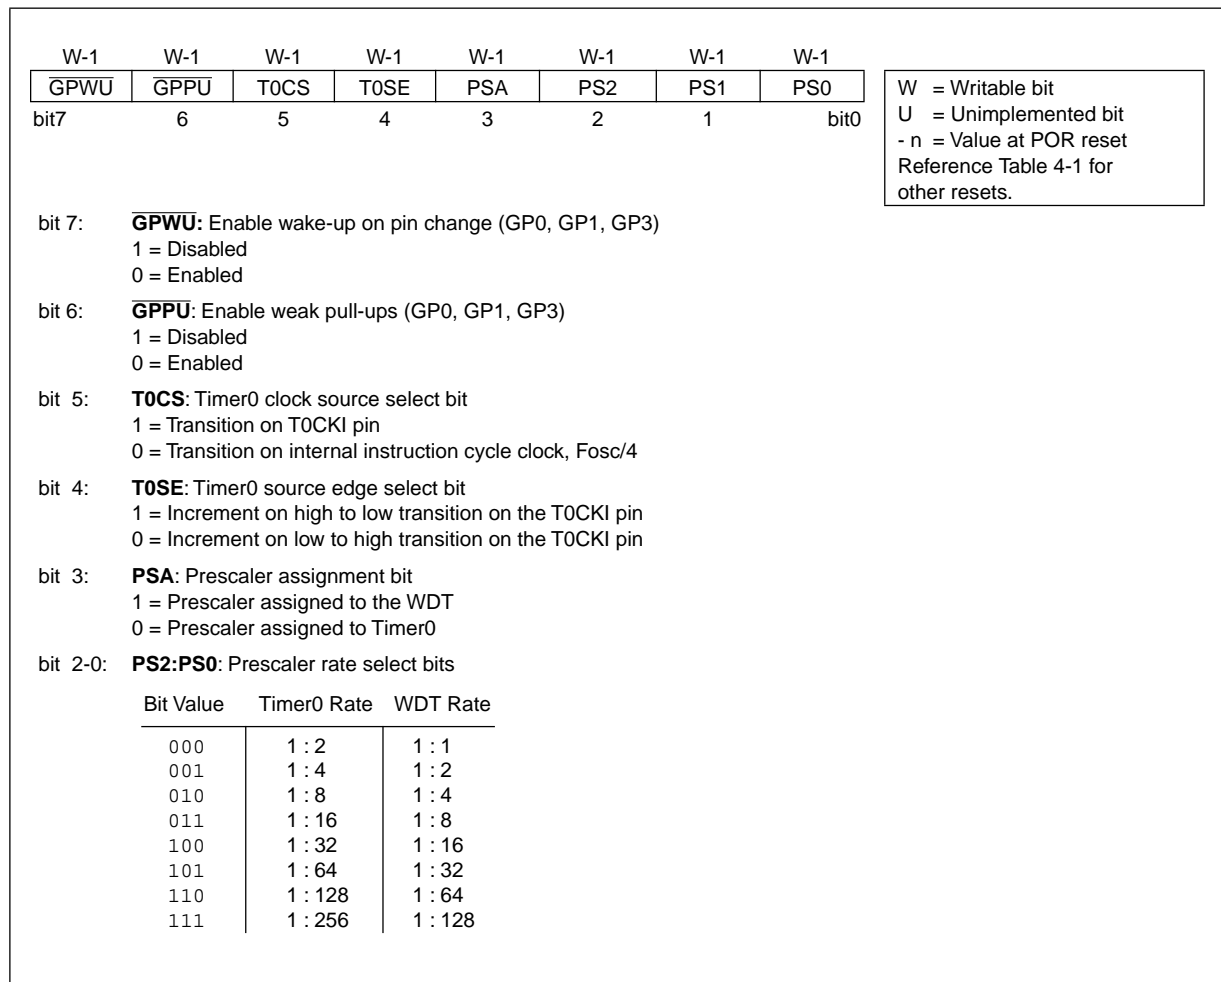 W-1 W-1 W-1 W-1 W-1 W-1 W-1 W-1
GPWU GPPU T0CS T0SE PSA PS2 PS1 PS0
bit7 6 5 4 3 2 1 bit0
W = Writable bit
U = Unimplemented bit
- n = Value at POR reset
Reference Table 4-1 for
other resets.
bit 7: GPWU: Enable wake-up on pin change (GP0, GP1, GP3)
1 = Disabled
0 = Enabled
bit 6: GPPU: Enable weak pull-ups (GP0, GP1, GP3)
1 = Disabled
0 = Enabled
bit 5: T0CS: Timer0 clock source select bit
1 = Transition on T0CKI pin
0 = Transition on internal instruction cycle clock, Fosc/4
bit 4: T0SE: Timer0 source edge select bit
1 = Increment on high to low transition on the T0CKI pin
0 = Increment on low to high transition on the T0CKI pin
bit 3: PSA: Prescaler assignment bit
1 = Prescaler assigned to the WDT
0 = Prescaler assigned to Timer0
bit 2-0: PS2:PS0: Prescaler rate select bits
Bit Value Timer0 Rate WDT Rate
000 1 : 2 1 : 1
001 1 : 4 1 : 2
010 1 : 8 1 : 4
011 1 : 16 1 : 8
100 1 : 32 1 : 16
101 1 : 64 1 : 32
110 1 : 128 1 : 64
111 1 : 256 1 : 128